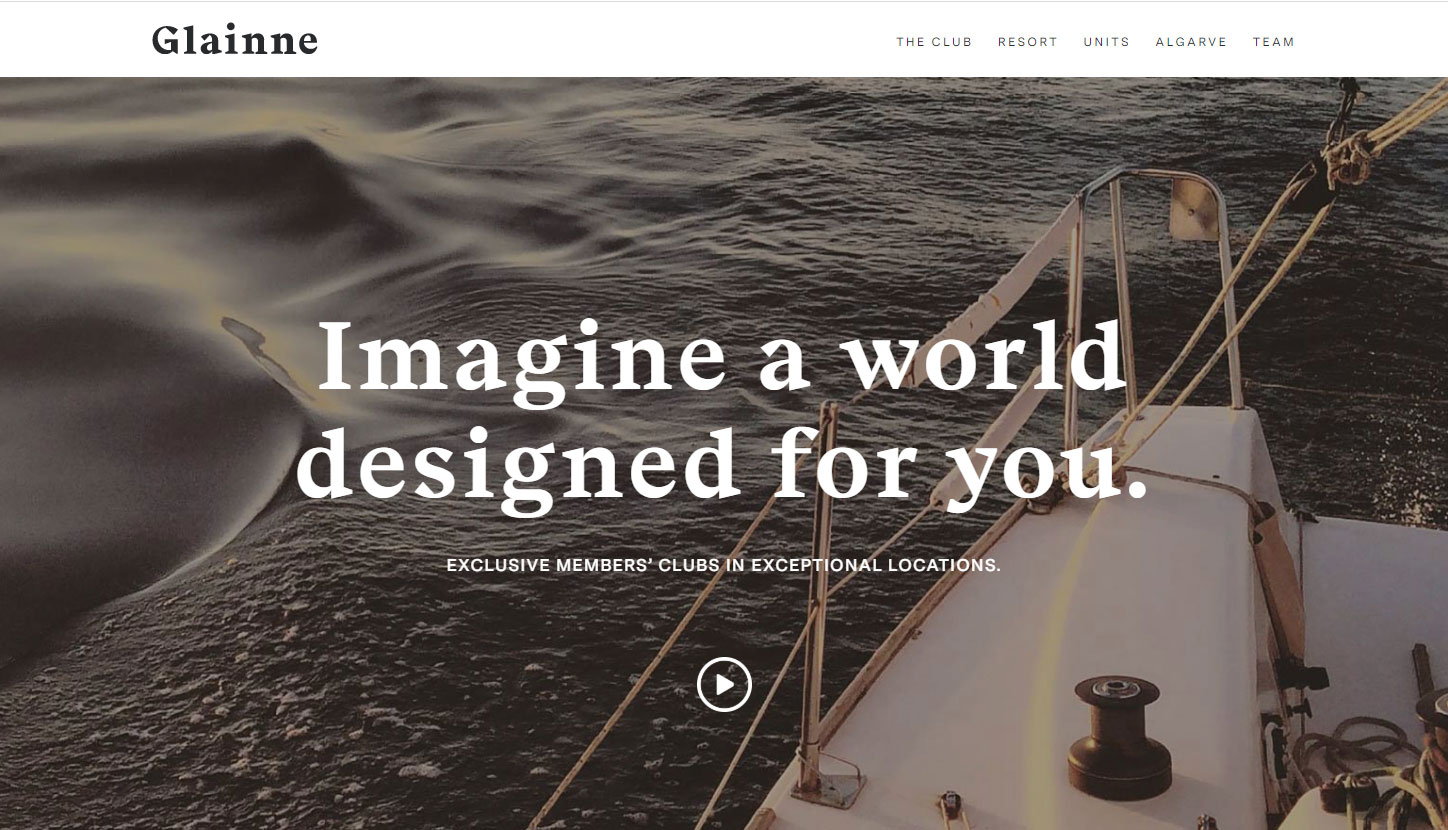 Glainne
THE CLUB RESORT UNITS ALGARVE TEAM
Imagine a world
designed for you.
EXCLUSIVE MEMBERS’ CLUBS IN EXCEPTIONAL LOCATIONS.